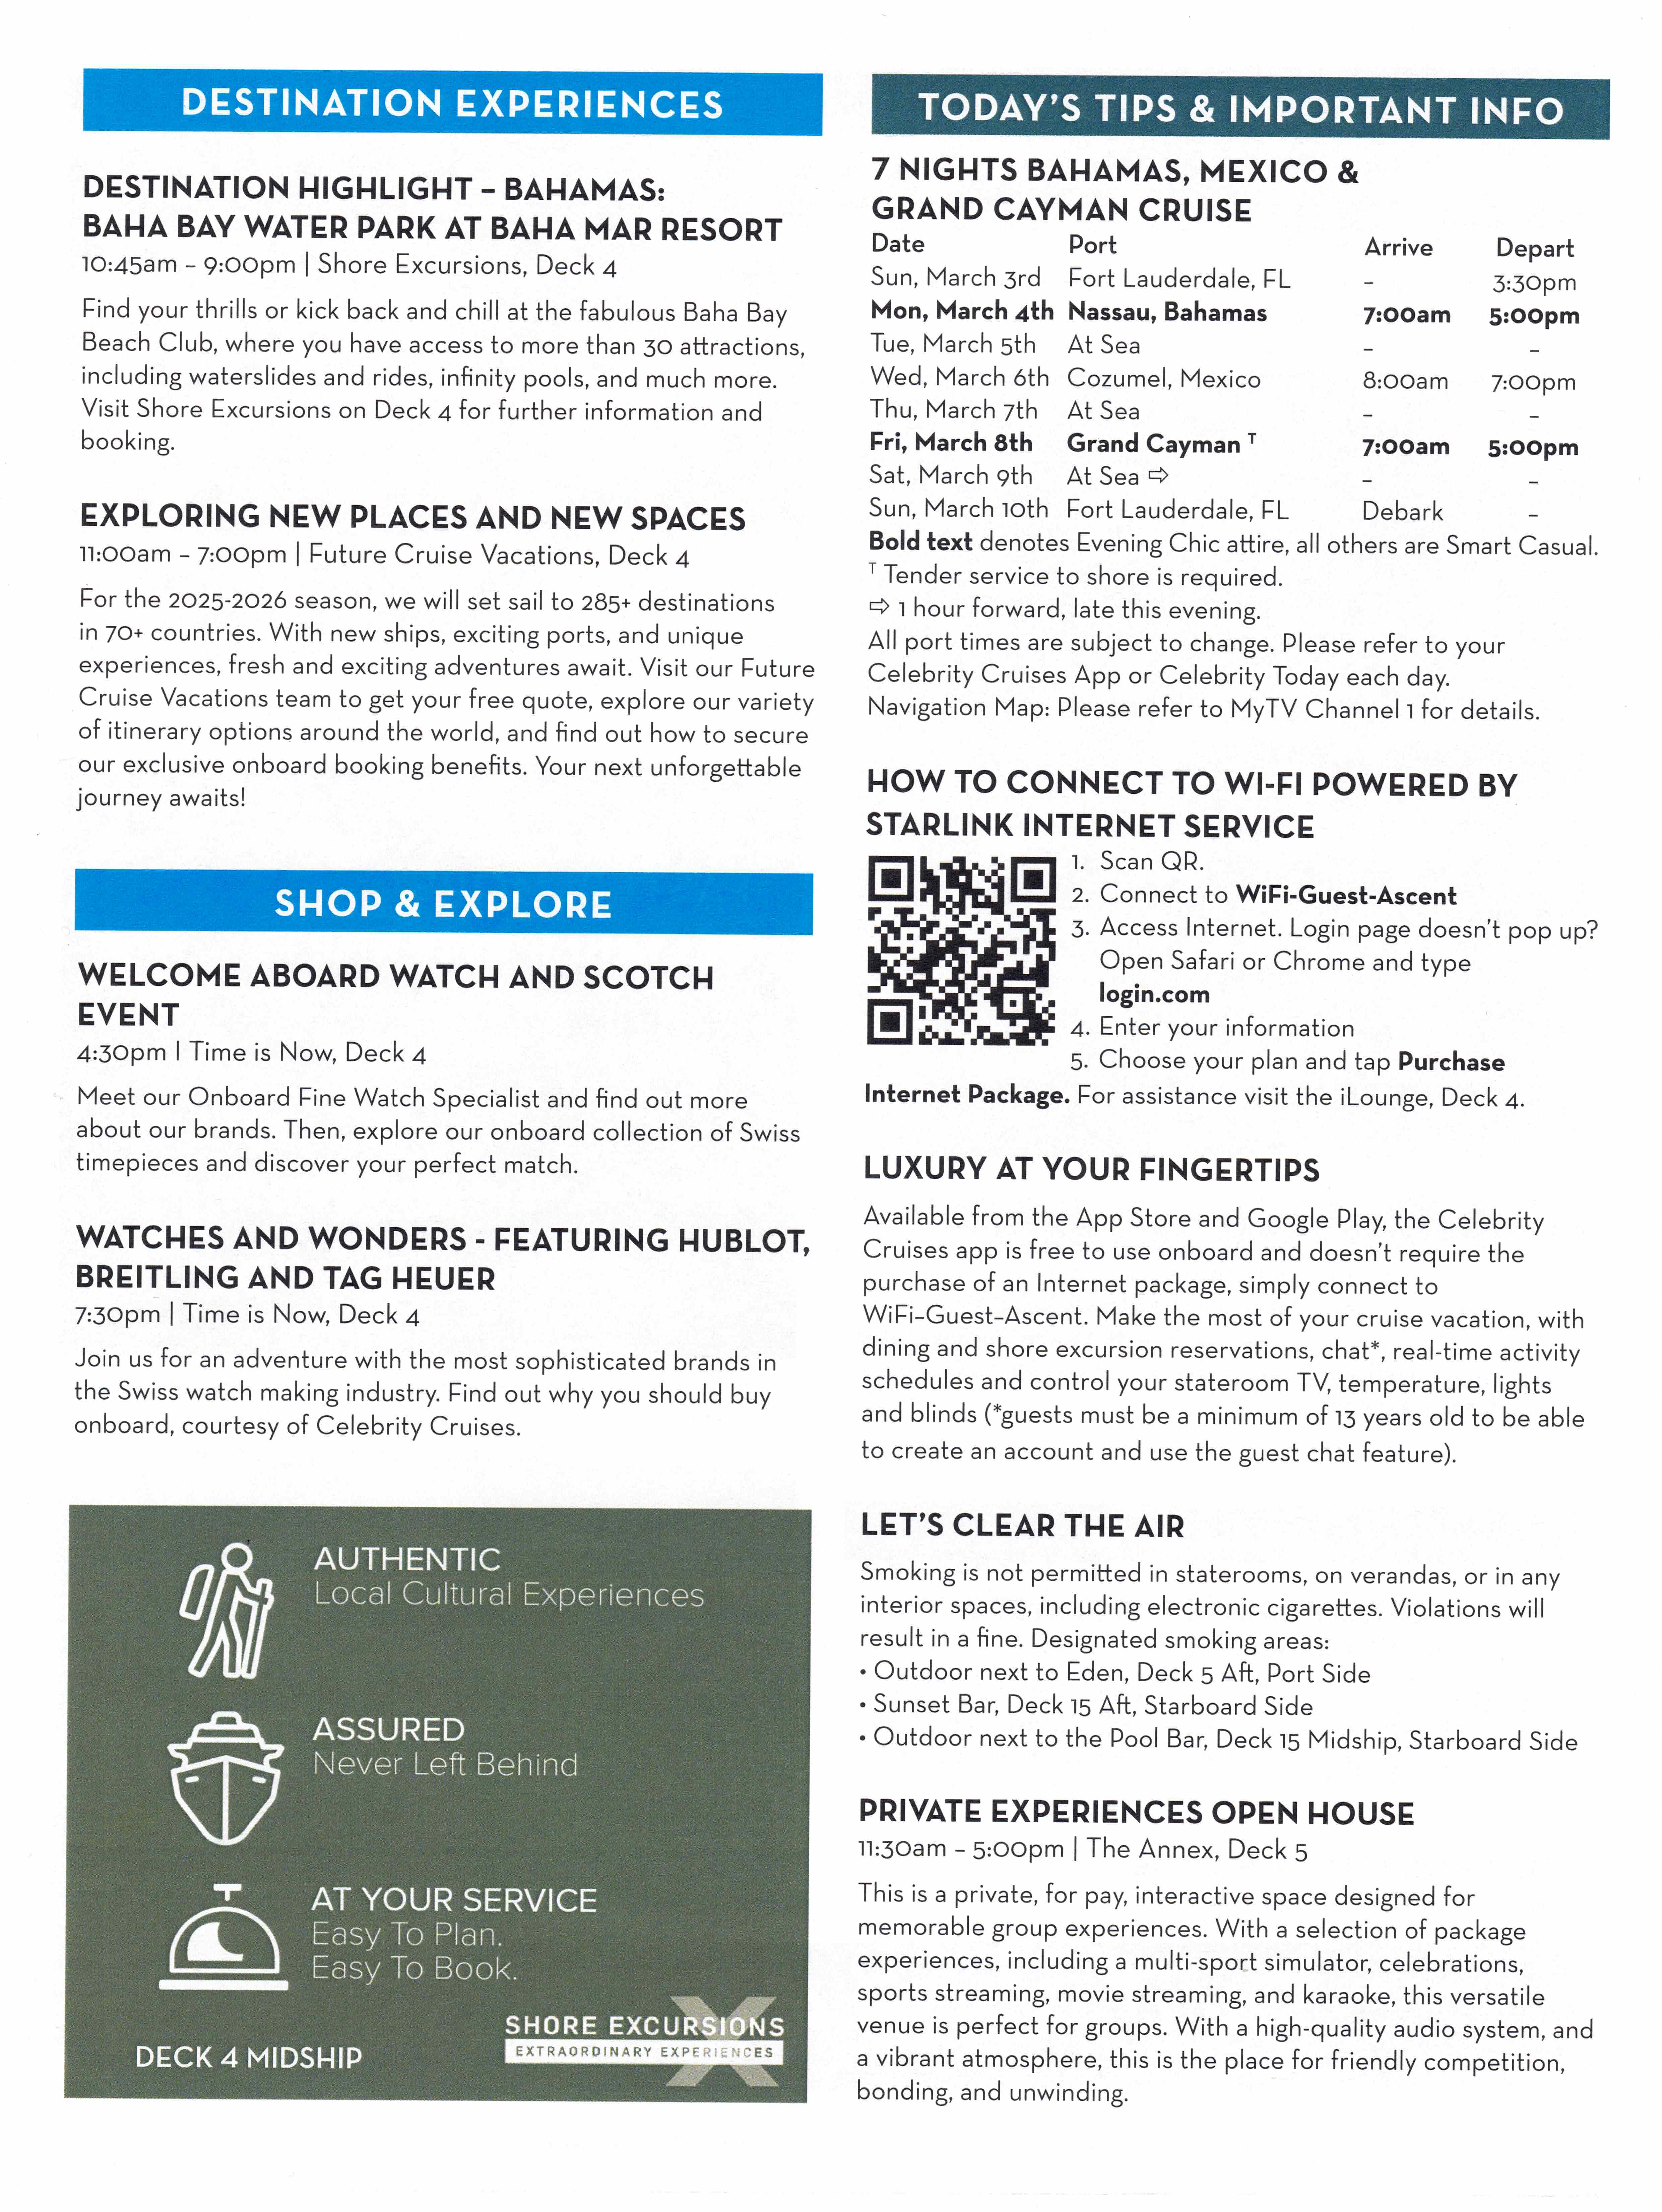 DESTINATION EXPERIENCES
DESTINATION HIGHLIGHT – BAHAMAS:
BAHA BAY WATER PARK AT BAHA MAR RESORT
10:45am – 9:00pm | Shore Excursions, Deck 4
Find your thrills or kick back and chill at the fabulous Baha Bay
Beach Club, where you have access to more than 30 attractions,
including waterslides and rides, infinity pools, and much more.
Visit Shore Excursions on Deck 4 for further information and
booking.
EXPLORING NEW PLACES AND NEW SPACES
11:00am – 7:00pm | Future Cruise Vacations, Deck 4
For the 2025-2026 season, we will set sail to 285+ destinations
in 70+ countries. With new ships, exciting ports, and unique
experiences, fresh and exciting adventures await. Visit our Future
Cruise Vacations team to get your free quote, explore our variety
of itinerary options around the world, and find out how to secure
our exclusive onboard booking benefits. Your next unforgettable
journey awaits!
SHOP & EXPLORE
WELCOME ABOARD WATCH AND SCOTCH
EVENT
4:30pm I Time is Now, Deck 4
Meet our Onboard Fine Watch Specialist and find out more
about our brands. Then, explore our onboard collection of Swiss
timepieces and discover your perfect match.
WATCHES AND WONDERS - FEATURING HUBLOT,
BREITLING AND TAG HEUER
7:30pm | Time is Now, Deck 4
Join us for an adventure with the most sophisticated brands in
the Swiss watch making industry. Find out why you should buy
onboard, courtesy of Celebrity Cruises.
AUTHENTIC
Local Cultural Experiences
ASSURED
Never Left Behind
AT YOUR SERVICE
Easy To Plan.
Easy To Book.
DECK 4 MIDSHIP
SHORE EXCURSIONS
EXTRAORDINARY EXPERIENCES
TODAY'S TIPS & IMPORTANT INFO
7 NIGHTS BAHAMAS, MEXICO &
GRAND CAYMAN CRUISE
Date Port Arrive Depart
Sun, March 3rd Fort Lauderdale, FL – 3:30pm
Mon, March 4th Nassau, Bahamas 7:00am 5:00pm
Tue, March 5th At Sea – –
Wed, March 6th Cozumel, Mexico 8:00am 7:00pm
Thu, March 7th At Sea – –
Fri, March 8th Grand Cayman ᵀ 7:00am 5:00pm
Sat, March 9th At Sea ⇨ – –
Sun, March 10th Fort Lauderdale, FL Debark –
Bold text denotes Evening Chic attire, all others are Smart Casual.
ᵀ Tender service to shore is required.
⇨ 1 hour forward, late this evening.
All port times are subject to change. Please refer to your
Celebrity Cruises App or Celebrity Today each day.
Navigation Map: Please refer to MyTV Channel 1 for details.
HOW TO CONNECT TO WI-FI POWERED BY
STARLINK INTERNET SERVICE
1. Scan QR.
2. Connect to WiFi-Guest-Ascent
3. Access Internet. Login page doesn't pop up?
Open Safari or Chrome and type
login.com
4. Enter your information
5. Choose your plan and tap Purchase
Internet Package. For assistance visit the iLounge, Deck 4.
LUXURY AT YOUR FINGERTIPS
Available from the App Store and Google Play, the Celebrity
Cruises app is free to use onboard and doesn't require the
purchase of an Internet package, simply connect to
WiFi–Guest–Ascent. Make the most of your cruise vacation, with
dining and shore excursion reservations, chat*, real-time activity
schedules and control your stateroom TV, temperature, lights
and blinds (*guests must be a minimum of 13 years old to be able
to create an account and use the guest chat feature).
LET'S CLEAR THE AIR
Smoking is not permitted in staterooms, on verandas, or in any
interior spaces, including electronic cigarettes. Violations will
result in a fine. Designated smoking areas:
• Outdoor next to Eden, Deck 5 Aft, Port Side
• Sunset Bar, Deck 15 Aft, Starboard Side
• Outdoor next to the Pool Bar, Deck 15 Midship, Starboard Side
PRIVATE EXPERIENCES OPEN HOUSE
11:30am – 5:00pm | The Annex, Deck 5
This is a private, for pay, interactive space designed for
memorable group experiences. With a selection of package
experiences, including a multi-sport simulator, celebrations,
sports streaming, movie streaming, and karaoke, this versatile
venue is perfect for groups. With a high-quality audio system, and
a vibrant atmosphere, this is the place for friendly competition,
bonding, and unwinding.